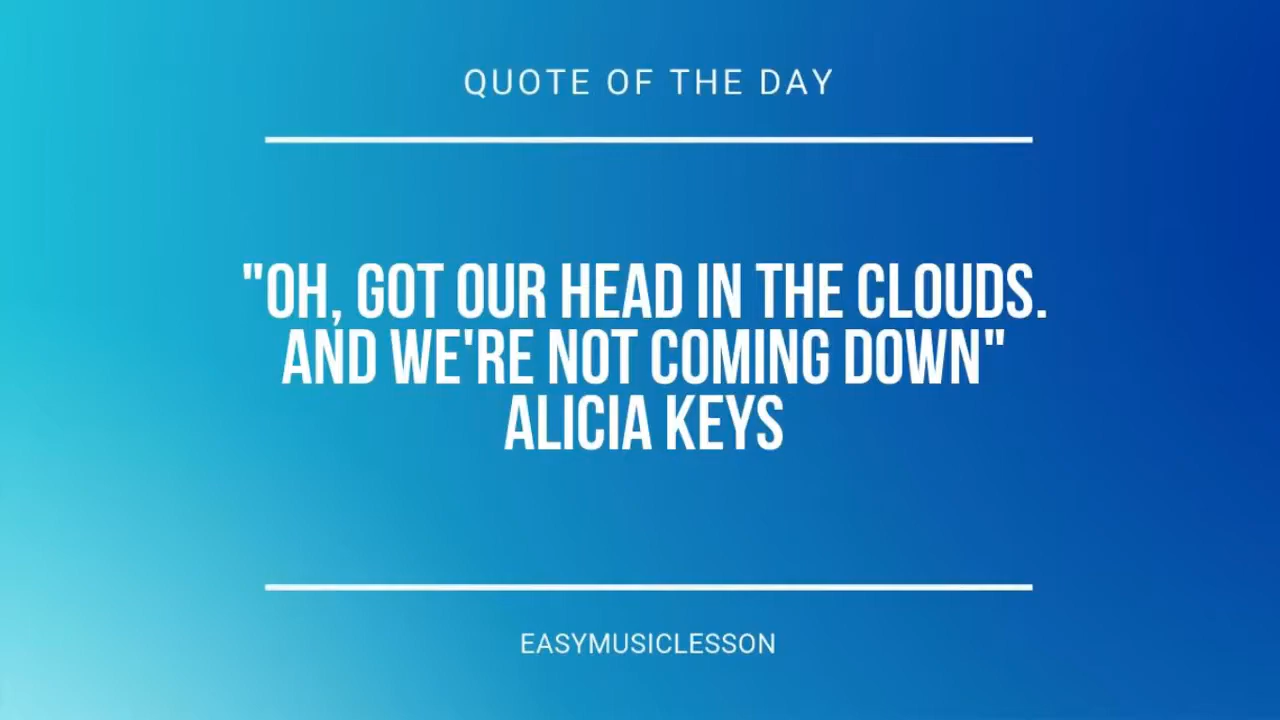 QUOTE OF THE DAY
"OH, GOT OUR HEAD IN THE CLOUDS.
AND WE'RE NOT COMING DOWN"
ALICIA KEYS
EASYMUSICLESSON